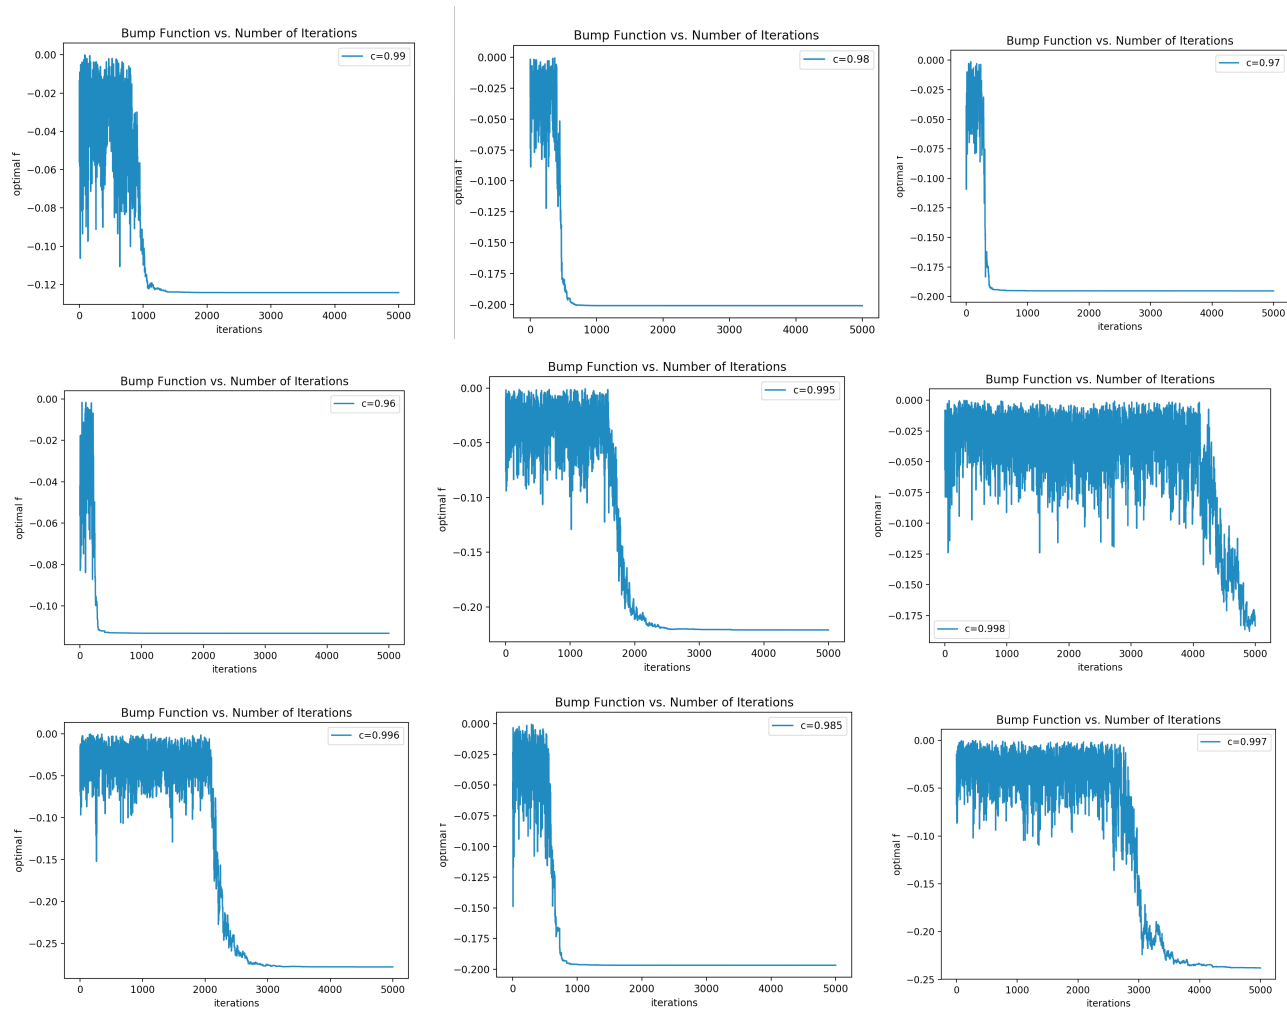 Bump Function vs. Number of Iterations
c=0.99
0.00
−0.02
−0.04
−0.06
−0.08
−0.10
−0.12
optimal f
0 1000 2000 3000 4000 5000
iterations
Bump Function vs. Number of Iterations
c=0.98
0.000
−0.025
−0.050
−0.075
−0.100
−0.125
−0.150
−0.175
−0.200
optimal f
0 1000 2000 3000 4000 5000
Bump Function vs. Number of Iterations
c=0.97
0.000
−0.025
−0.050
−0.075
−0.100
−0.125
−0.150
−0.175
−0.200
optimal f
0 1000 2000 3000 4000 5000
iterations
Bump Function vs. Number of Iterations
c=0.96
0.00
−0.02
−0.04
−0.06
−0.08
−0.10
optimal f
0 1000 2000 3000 4000 5000
iterations
Bump Function vs. Number of Iterations
c=0.995
0.00
−0.05
−0.10
−0.15
−0.20
optimal f
0 1000 2000 3000 4000 5000
iterations
Bump Function vs. Number of Iterations
c=0.998
0.000
−0.025
−0.050
−0.075
−0.100
−0.125
−0.150
−0.175
optimal f
0 1000 2000 3000 4000 5000
iterations
Bump Function vs. Number of Iterations
c=0.996
0.00
−0.05
−0.10
−0.15
−0.20
−0.25
optimal f
0 1000 2000 3000 4000 5000
iterations
Bump Function vs. Number of Iterations
c=0.985
0.000
−0.025
−0.050
−0.075
−0.100
−0.125
−0.150
−0.175
−0.200
optimal f
0 1000 2000 3000 4000 5000
iterations
Bump Function vs. Number of Iterations
c=0.997
0.00
−0.05
−0.10
−0.15
−0.20
−0.25
optimal f
0 1000 2000 3000 4000 5000
iterations